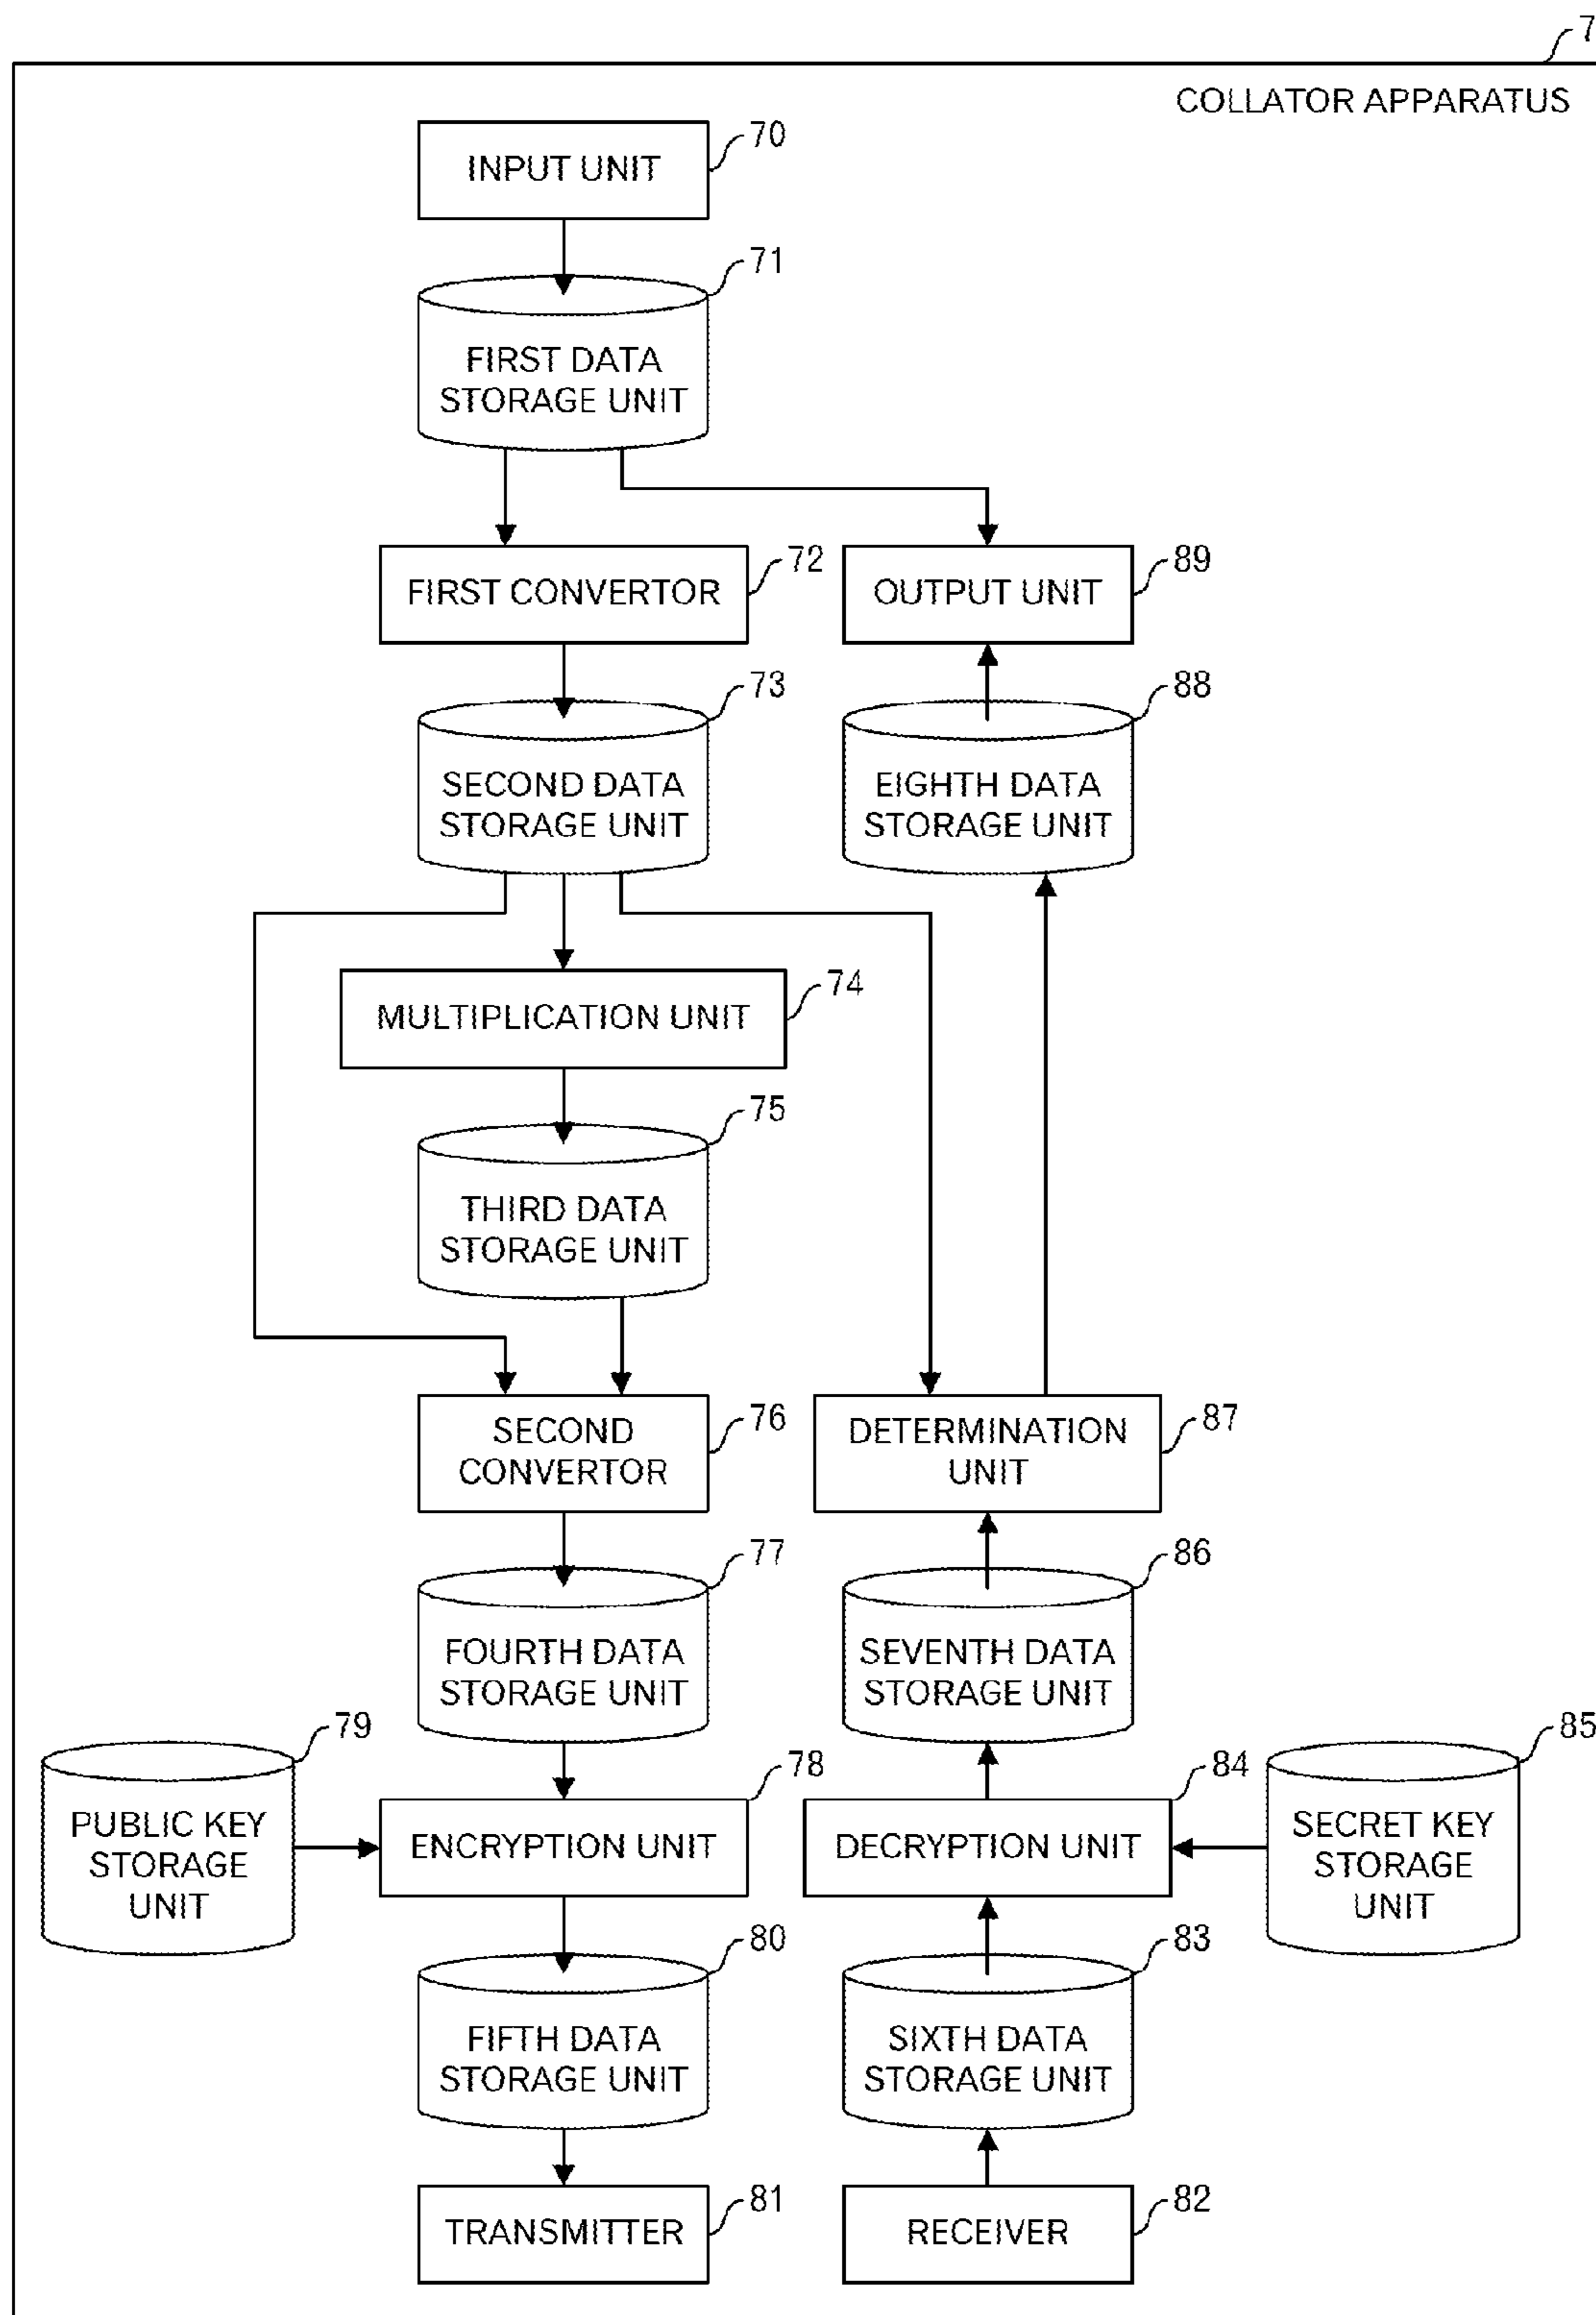 7
COLLATOR APPARATUS
70
INPUT UNIT
71
FIRST DATA
STORAGE UNIT
72
FIRST CONVERTOR
89
OUTPUT UNIT
73
SECOND DATA
STORAGE UNIT
88
EIGHTH DATA
STORAGE UNIT
74
MULTIPLICATION UNIT
75
THIRD DATA
STORAGE UNIT
76
SECOND
CONVERTOR
87
DETERMINATION
UNIT
77
FOURTH DATA
STORAGE UNIT
86
SEVENTH DATA
STORAGE UNIT
79
PUBLIC KEY
STORAGE
UNIT
78
ENCRYPTION UNIT
84
DECRYPTION UNIT
85
SECRET KEY
STORAGE
UNIT
80
FIFTH DATA
STORAGE UNIT
83
SIXTH DATA
STORAGE UNIT
81
TRANSMITTER
82
RECEIVER